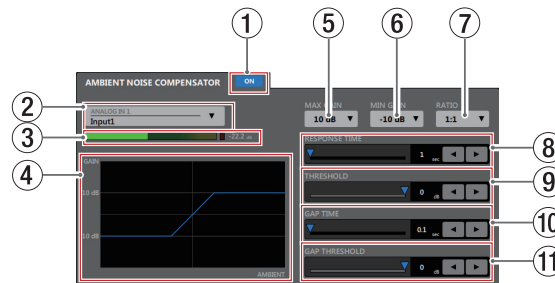 1
5
6
7
AMBIENT NOISE COMPENSATOR
ON
2
ANALOG IN 1
Input1
MAX GAIN
10 dB
MIN GAIN
-10 dB
RATIO
1:1
3
-22.2 dB
RESPONSE TIME
1 sec
8
4
GAIN
10 dB
10 dB
AMBIENT
THRESHOLD
0 dB
9
GAP TIME
0.1 sec
10
GAP THRESHOLD
0 dB
11